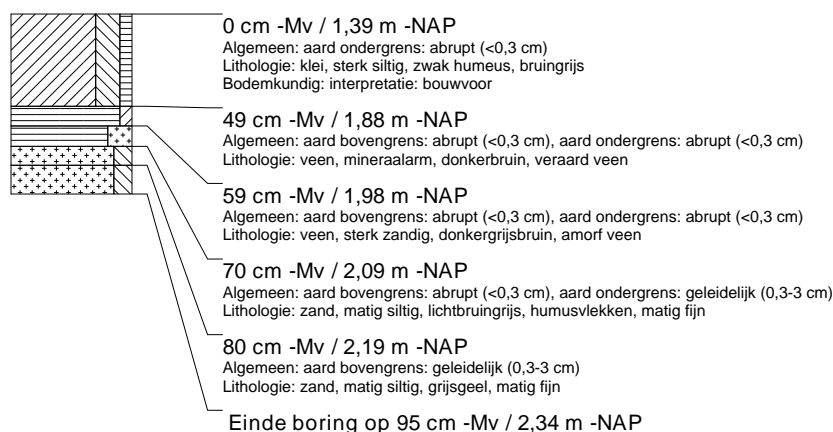 0 cm -Mv / 1,39 m -NAP
Algemeen: aard ondergrens: abrupt (<0,3 cm)
Lithologie: klei, sterk siltig, zwak humeus, bruingrijs
Bodemkundig: interpretatie: bouwvoor
49 cm -Mv / 1,88 m -NAP
Algemeen: aard bovengrens: abrupt (<0,3 cm), aard ondergrens: abrupt (<0,3 cm)
Lithologie: veen, mineraalarm, donkerbruin, veraard veen
59 cm -Mv / 1,98 m -NAP
Algemeen: aard bovengrens: abrupt (<0,3 cm), aard ondergrens: abrupt (<0,3 cm)
Lithologie: veen, sterk zandig, donkergrijsbruin, amorf veen
70 cm -Mv / 2,09 m -NAP
Algemeen: aard bovengrens: abrupt (<0,3 cm), aard ondergrens: geleidelijk (0,3-3 cm)
Lithologie: zand, matig siltig, lichtbruingrijs, humusvlekken, matig fijn
80 cm -Mv / 2,19 m -NAP
Algemeen: aard bovengrens: geleidelijk (0,3-3 cm)
Lithologie: zand, matig siltig, grijsgeel, matig fijn
Einde boring op 95 cm -Mv / 2,34 m -NAP